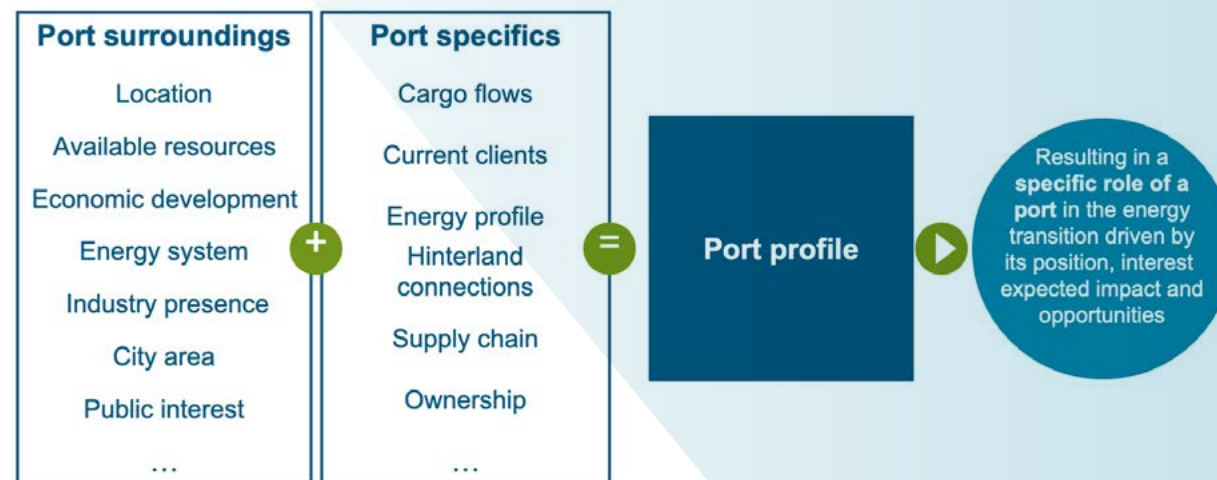 Port surroundings
Location
Available resources
Economic development
Energy system
Industry presence
City area
Public interest
...
+
Port specifics
Cargo flows
Current clients
Energy profile
Hinterland
connections
Supply chain
Ownership
...
=
Port profile
Resulting in a
specific role of a
port in the energy
transition driven by
its position, interest
expected impact and
opportunities